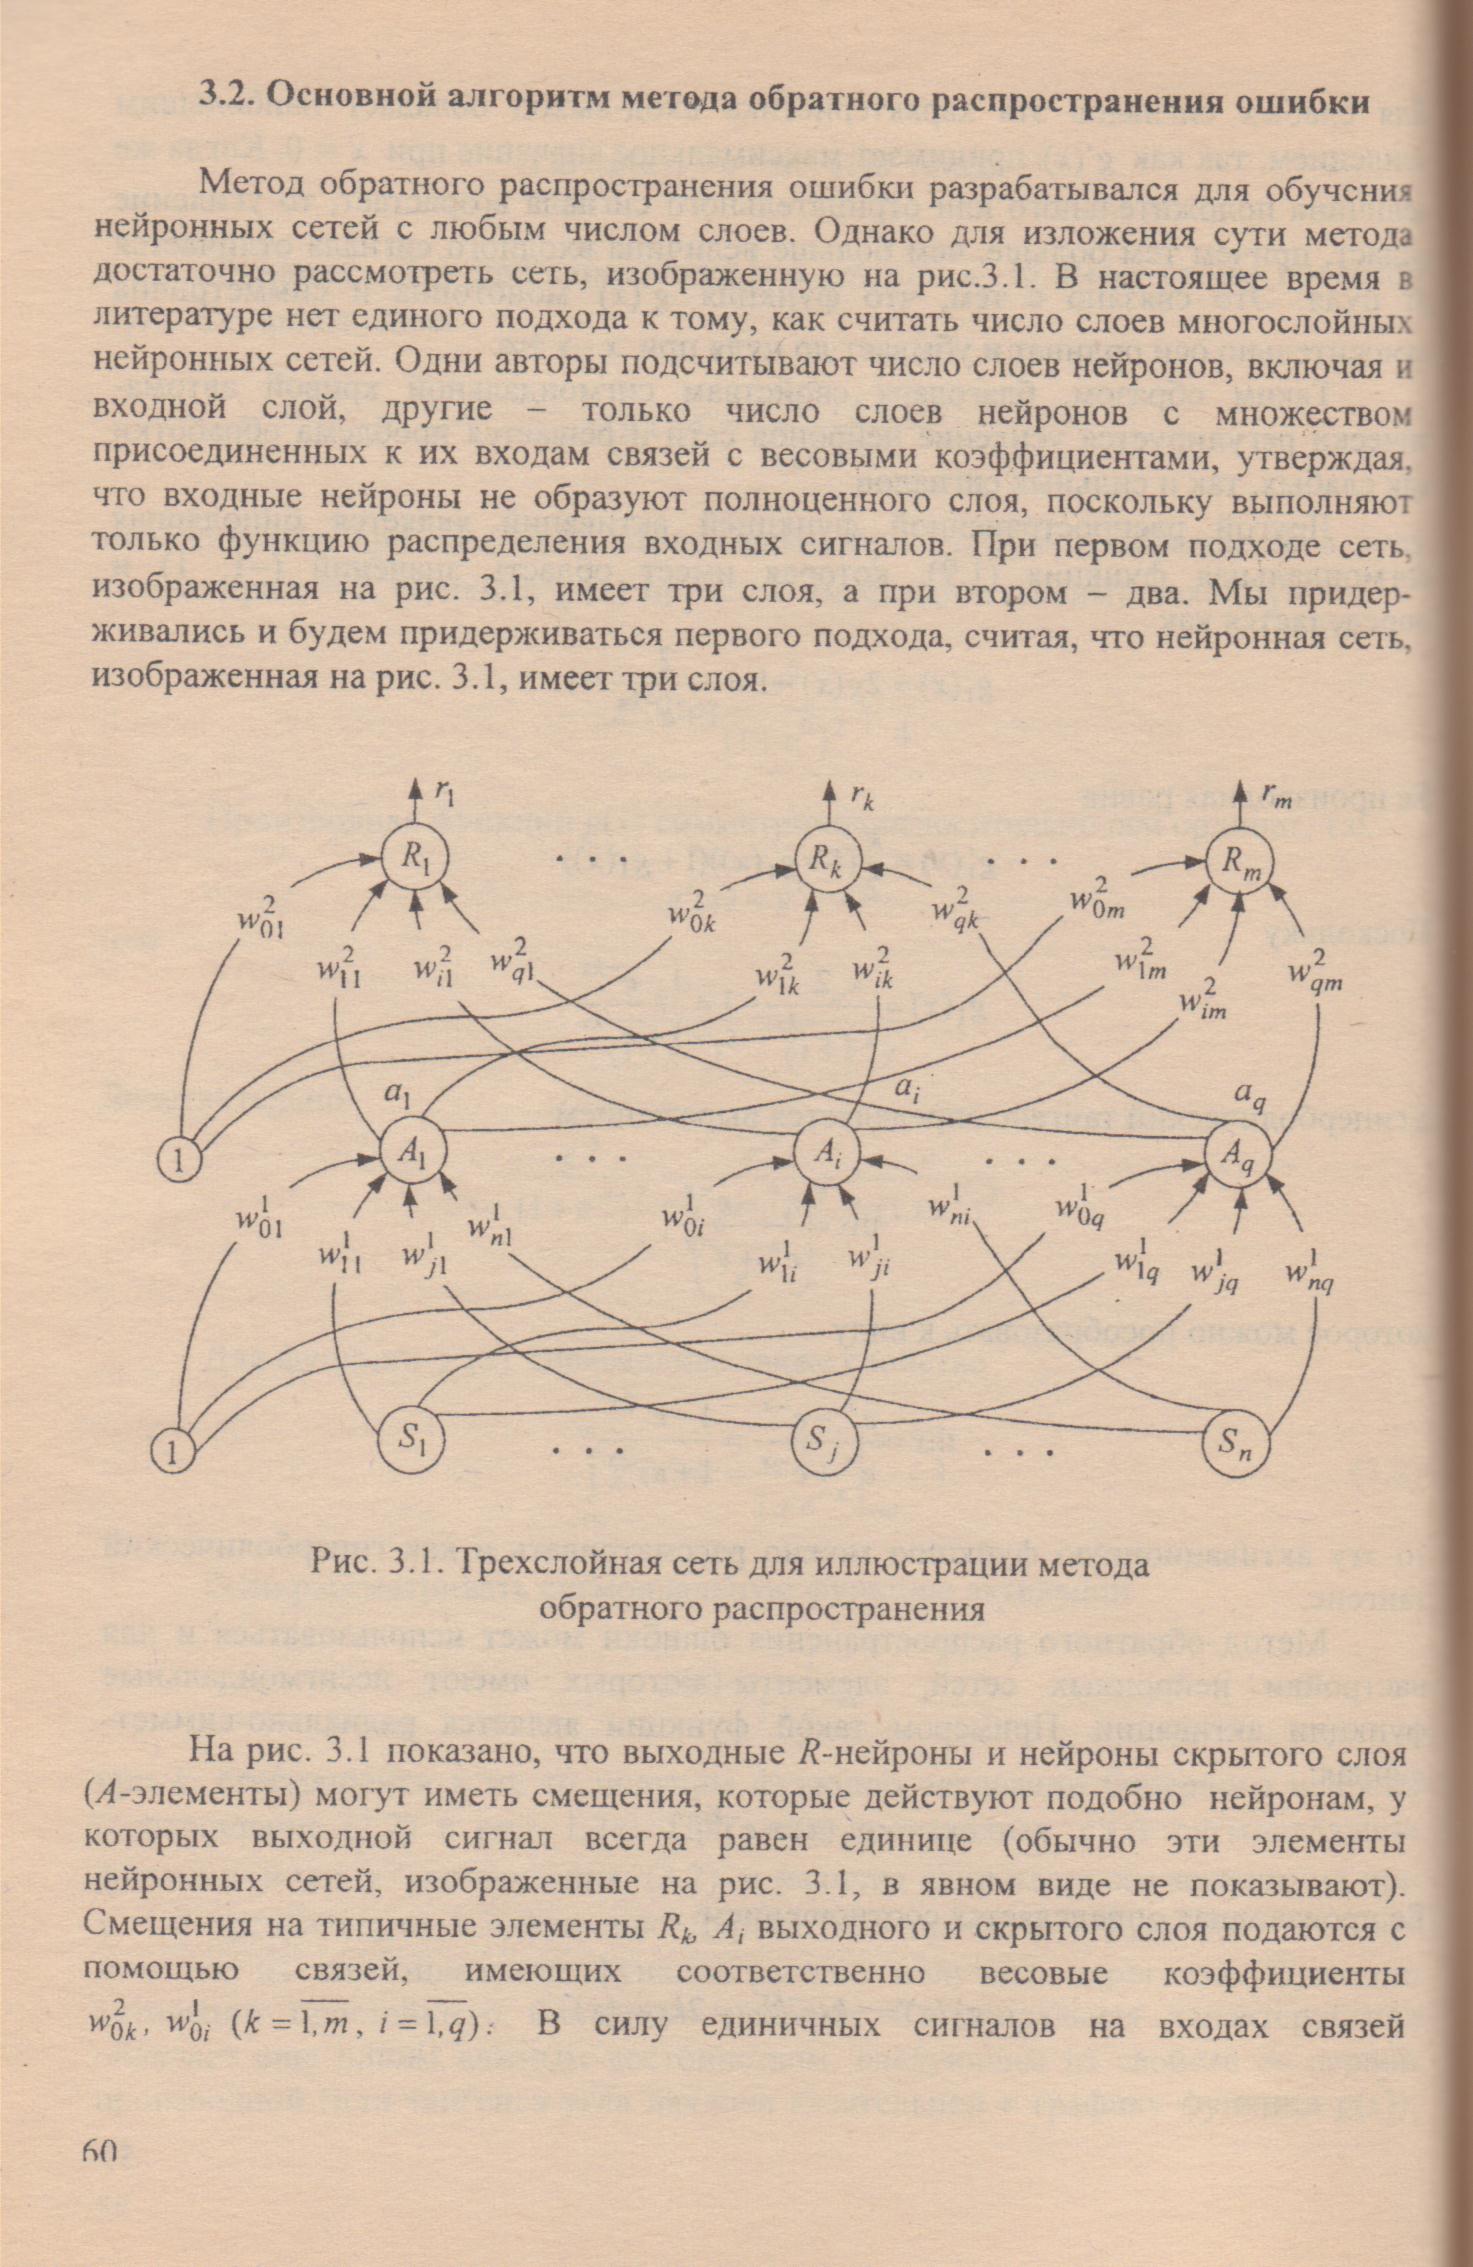 3.2. Основной алгоритм метода обратного распространения ошибки
Метод обратного распространения ошибки разрабатывался для обучения
нейронных сетей с любым числом слоев. Однако для изложения сути метода
достаточно рассмотреть сеть, изображенную на рис.3.1. В настоящее время в
литературе нет единого подхода к тому, как считать число слоев многослойных
нейронных сетей. Одни авторы подсчитывают число слоев нейронов, включая и
входной слой, другие – только число слоев нейронов с множеством
присоединенных к их входам связей с весовыми коэффициентами, утверждая,
что входные нейроны не образуют полноценного слоя, поскольку выполняют
только функцию распределения входных сигналов. При первом подходе сеть,
изображенная на рис. 3.1, имеет три слоя, а при втором – два. Мы придер-
живались и будем придерживаться первого подхода, считая, что нейронная сеть,
изображенная на рис. 3.1, имеет три слоя.
r_1 r_k r_m
R_1 . . . R_k . . . R_m
w_{01}^2 w_{0k}^2 w_{qk}^2 w_{0m}^2
w_{11}^2 w_{i1}^2 w_{q1}^2 w_{1k}^2 w_{ik}^2 w_{1m}^2 w_{im}^2 w_{qm}^2
a_1 a_i a_q
1 A_1 . . . A_i . . . A_q
w_{01}^1 w_{n1}^1 w_{0i}^1 w_{ni}^1 w_{0q}^1
w_{11}^1 w_{j1}^1 w_{1i}^1 w_{ji}^1 w_{1q}^1 w_{jq}^1 w_{nq}^1
1 S_1 . . . S_j . . . S_n
Рис. 3.1. Трехслойная сеть для иллюстрации метода
обратного распространения
На рис. 3.1 показано, что выходные R-нейроны и нейроны скрытого слоя
(A-элементы) могут иметь смещения, которые действуют подобно нейронам, у
которых выходной сигнал всегда равен единице (обычно эти элементы
нейронных сетей, изображенные на рис. 3.1, в явном виде не показывают).
Смещения на типичные элементы R_k, A_i выходного и скрытого слоя подаются с
помощью связей, имеющих соответственно весовые коэффициенты
w_{0k}^2, w_{0i}^1 (k = \overline{1,m}, i = \overline{1,q}). В силу единичных сигналов на входах связей
60